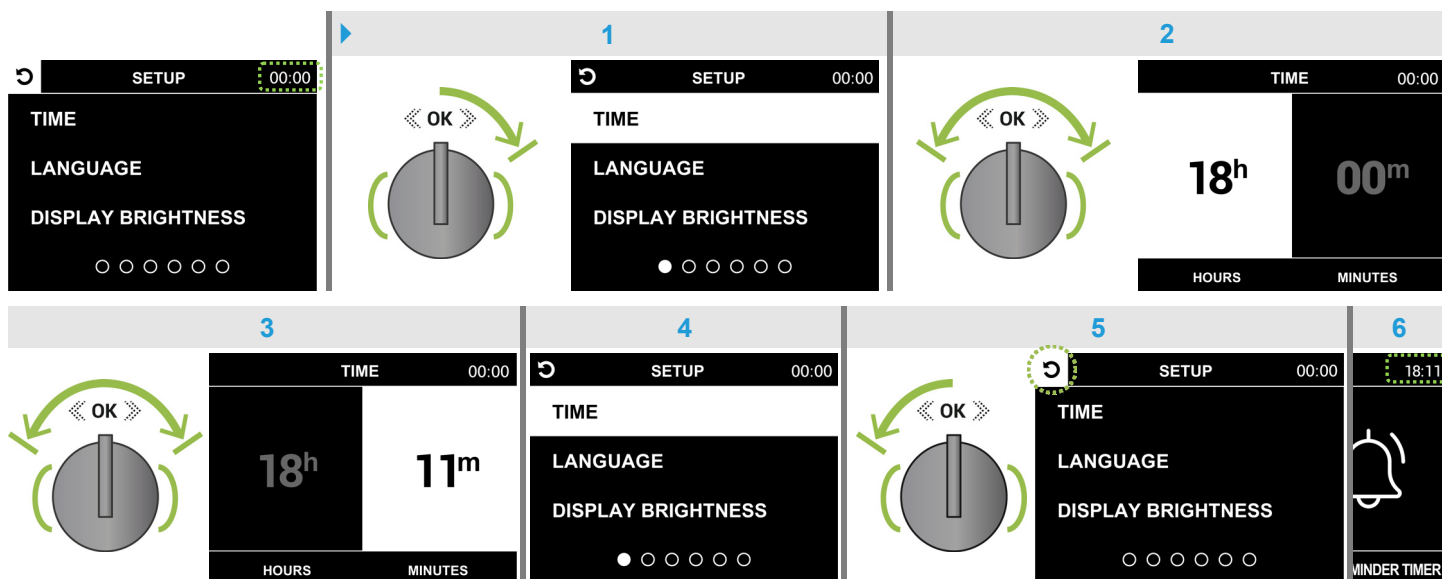 1
2
SETUP 00:00
TIME
LANGUAGE
DISPLAY BRIGHTNESS
« OK »
SETUP 00:00
TIME
LANGUAGE
DISPLAY BRIGHTNESS
« OK »
TIME 00:00
18h 00m
HOURS MINUTES
3
4
5
6
« OK »
TIME 00:00
18h 11m
HOURS MINUTES
SETUP 00:00
TIME
LANGUAGE
DISPLAY BRIGHTNESS
« OK »
SETUP 00:00
TIME
LANGUAGE
DISPLAY BRIGHTNESS
18:11
MINDER TIMER